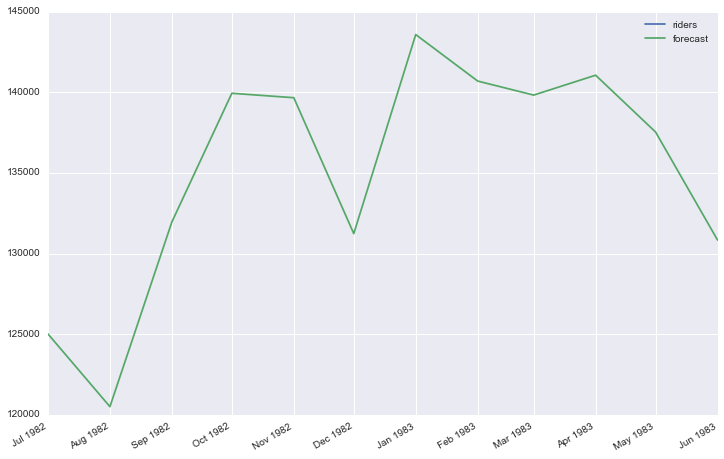 145000
140000
135000
130000
125000
120000
riders
forecast
Jul 1982
Aug 1982
Sep 1982
Oct 1982
Nov 1982
Dec 1982
Jan 1983
Feb 1983
Mar 1983
Apr 1983
May 1983
Jun 1983